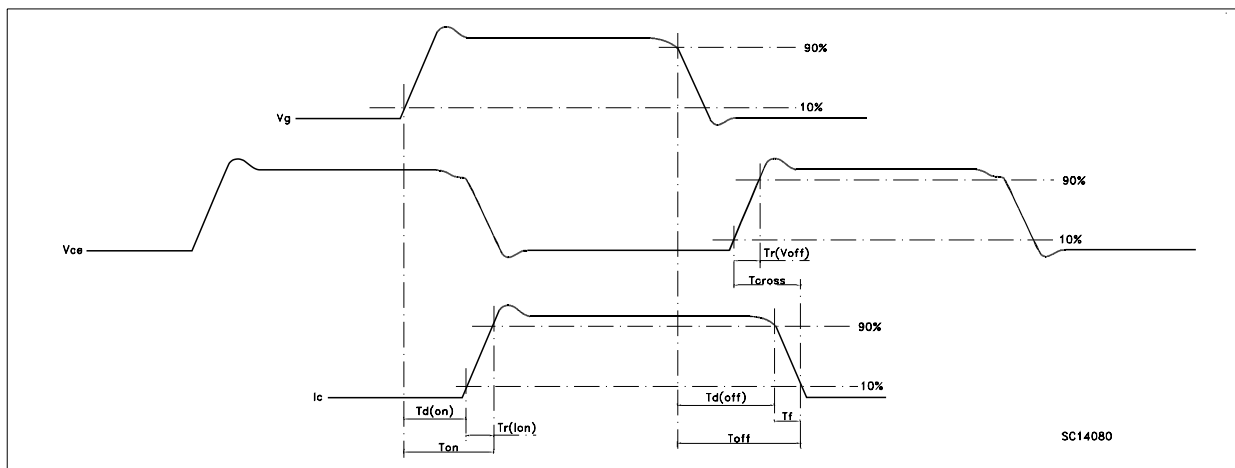 90%
10%
Vg
90%
Vce
10%
Tr(Voff)
Tcross
90%
10%
Ic
Td(on)
Td(off)
Tr(Ion)
Tf
Ton
Toff
SC14080